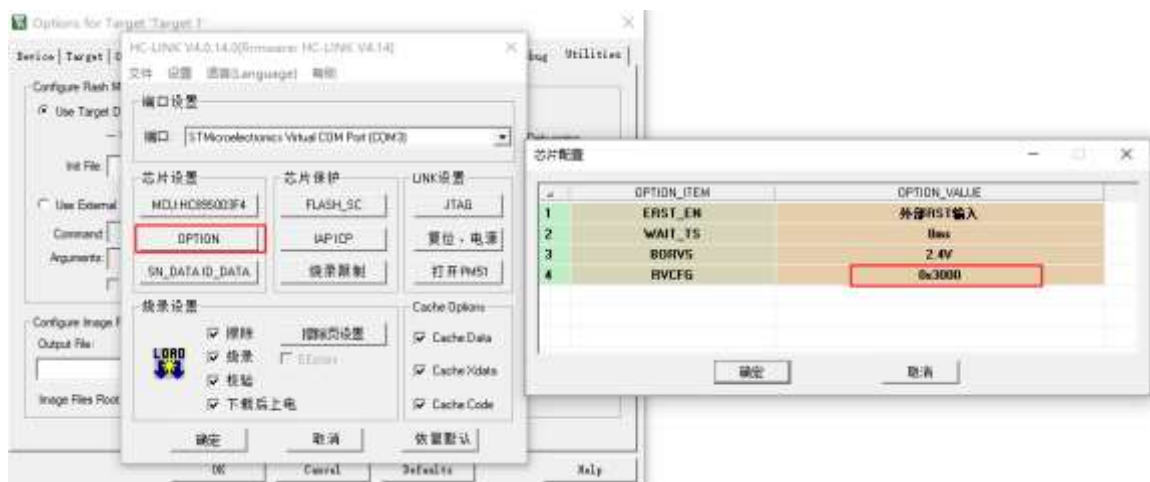 Options for Target 'Target 1'
Device
Target
Utilities
Use Target D
Init File:
Use External
Command:
Arguments:
Output File:
Image Files Root
OK
Cancel
Defaults
Help
HC-LINK V4.0.14.0(firmware: HC-LINK V4.14)
文件 设置 语言(Language) 帮助
端口设置
端口 STMicroelectronics Virtual COM Port (COM3)
芯片设置
MCU:HC89S003F4
OPTION
SN_DATA ID_DATA
芯片保护
FLASH_SC
IAP ICP
烧录限制
LINK设置
JTAG
复位、电源
打开PM51
烧录设置
LOAD
擦除
烧录
校验
下载后上电
擦除页设置
Cache Options
Cache Data
Cache Xdata
Cache Code
确定
取消
恢复默认
芯片配置
OPTION_ITEM OPTION_VALUE
1 ERST_EN 外部RST输入
2 WAIT_TS 8ms
3 BORVS 2.4V
4 RVCFG 0x3000
确定 取消